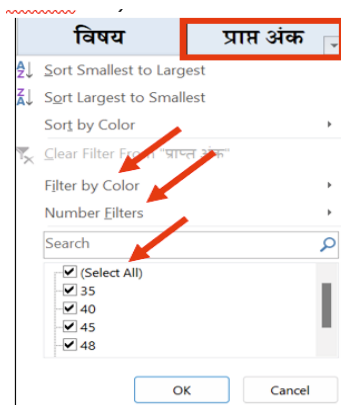 विषय प्राप्त अंक
Sort Smallest to Largest
Sort Largest to Smallest
Sort by Color
Clear Filter From "प्राप्त अंक"
Filter by Color
Number Filters
Search
(Select All)
35
40
45
48
OK Cancel